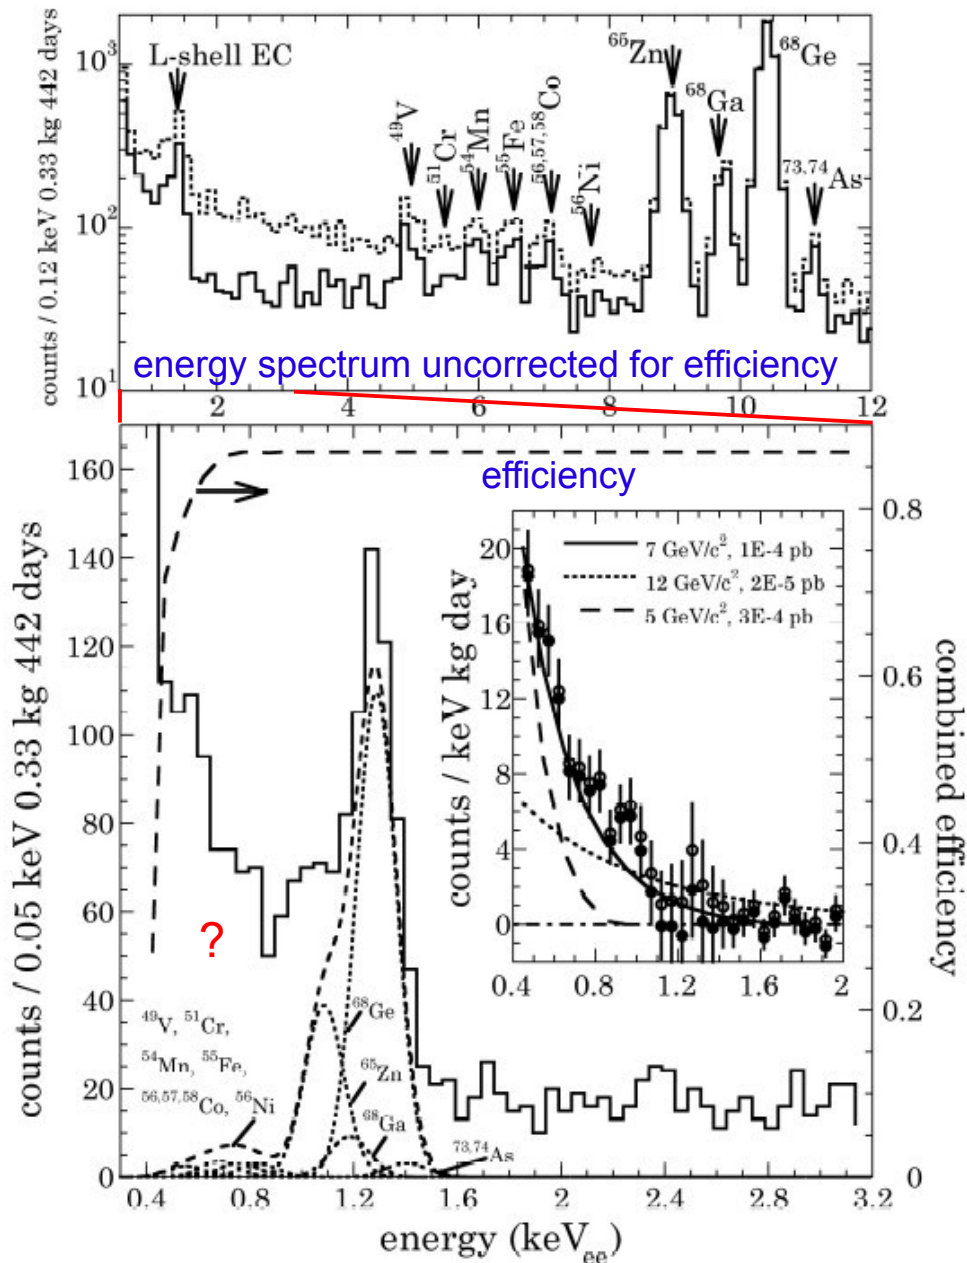 counts / 0.12 keV 0.33 kg 442 days
10³
10²
10¹
L-shell EC
⁴⁹V
⁵¹Cr
⁵⁴Mn
⁵⁵Fe
⁵⁶,⁵⁷,⁵⁸Co
⁵⁶Ni
⁶⁵Zn
⁶⁸Ga
⁶⁸Ge
⁷³,⁷⁴As
energy spectrum uncorrected for efficiency
2 4 6 8 10 12
counts / 0.05 keV 0.33 kg 442 days
160
140
120
100
80
60
40
20
0
efficiency
?
⁴⁹V, ⁵¹Cr,
⁵⁴Mn, ⁵⁵Fe,
⁵⁶,⁵⁷,⁵⁸Co, ⁵⁶Ni
⁶⁸Ge
⁶⁵Zn
⁶⁸Ga
⁷³,⁷⁴As
counts / keV kg day
20
16
12
8
4
0
7 GeV/c², 1E-4 pb
12 GeV/c², 2E-5 pb
5 GeV/c², 3E-4 pb
0.4 0.8 1.2 1.6 2
combined efficiency
0.8
0.6
0.4
0.2
0
0.4 0.8 1.2 1.6 2 2.4 2.8 3.2
energy (keVₑₑ)